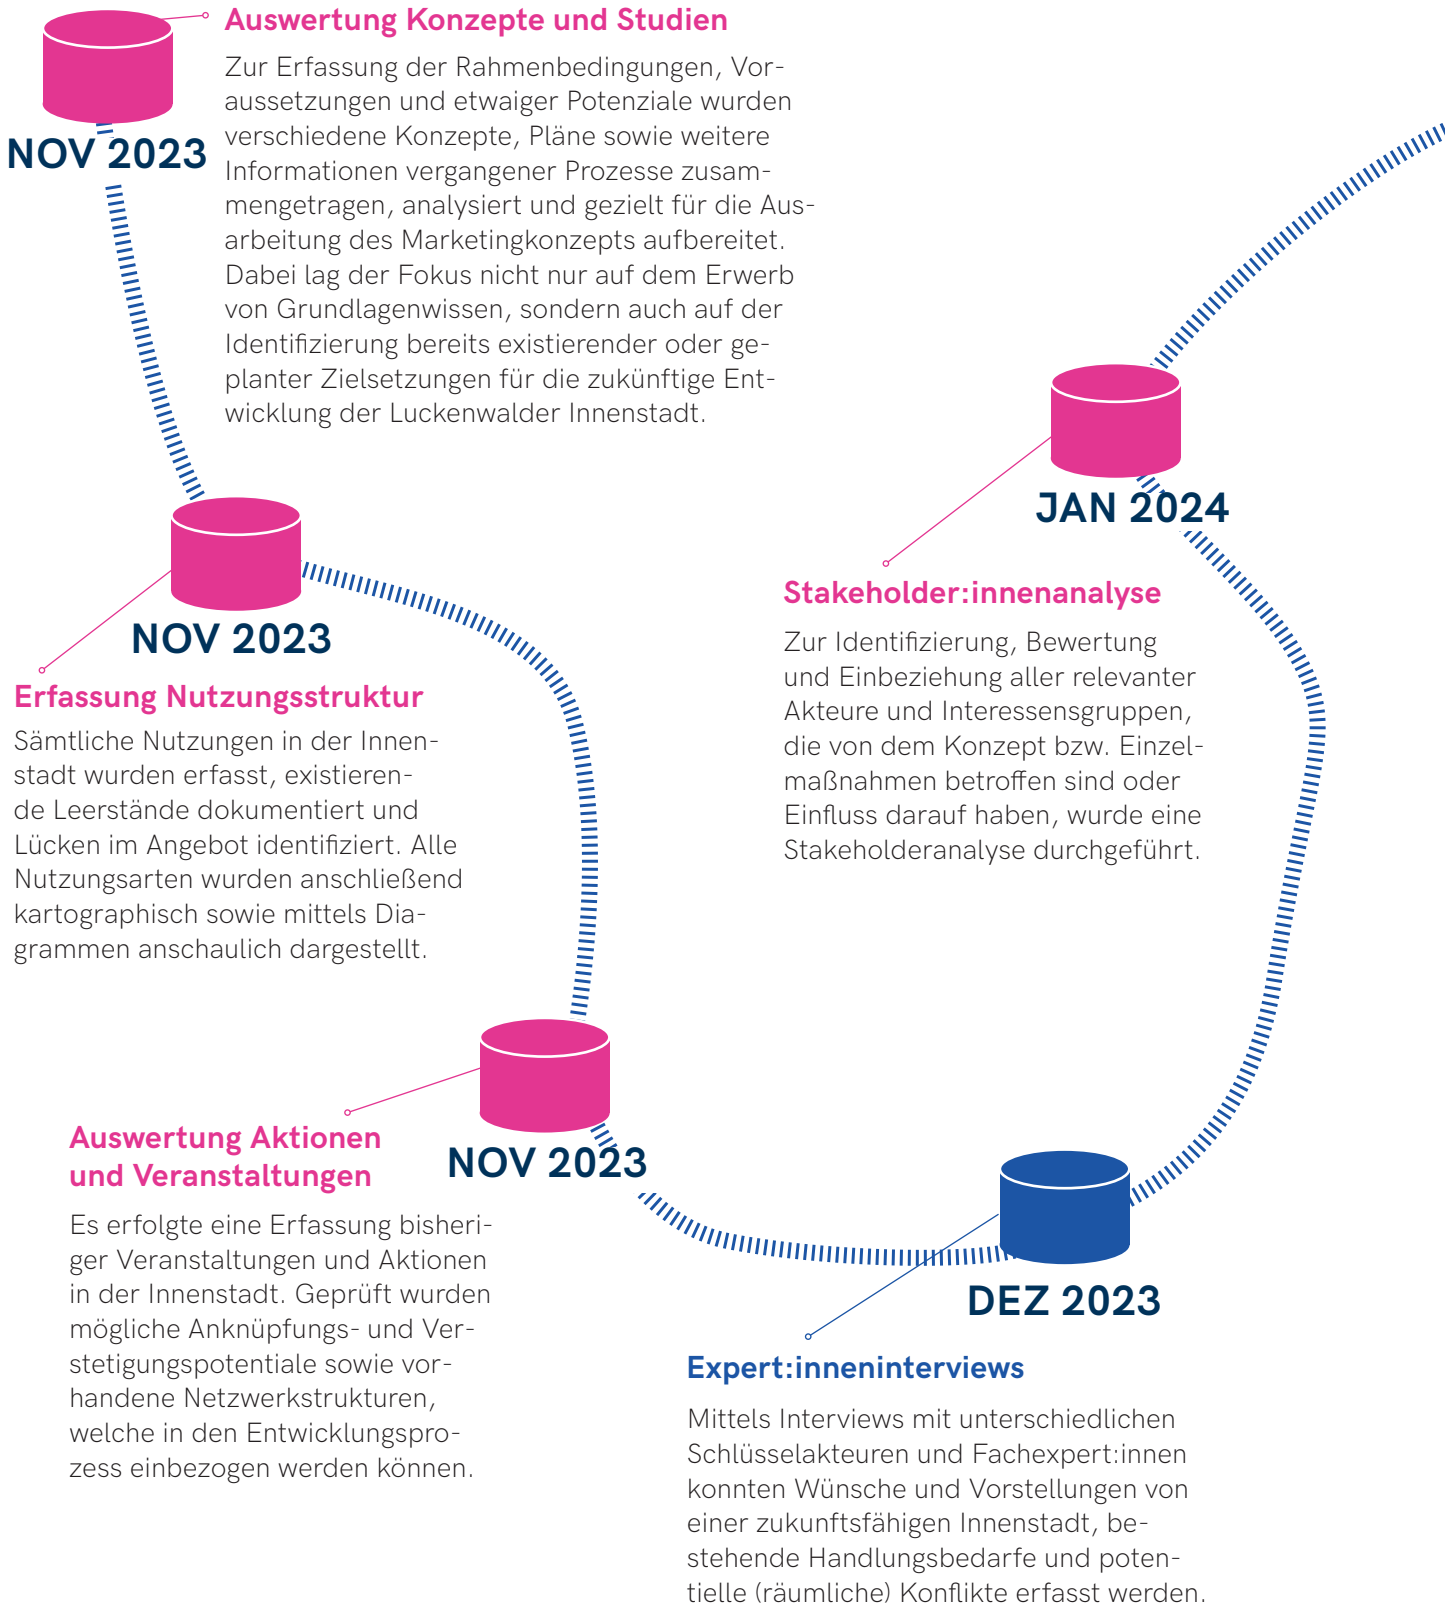 Auswertung Konzepte und Studien
Zur Erfassung der Rahmenbedingungen, Vor-
aussetzungen und etwaiger Potenziale wurden
verschiedene Konzepte, Pläne sowie weitere
Informationen vergangener Prozesse zusam-
mengetragen, analysiert und gezielt für die Aus-
arbeitung des Marketingkonzepts aufbereitet.
Dabei lag der Fokus nicht nur auf dem Erwerb
von Grundlagenwissen, sondern auch auf der
Identifizierung bereits existierender oder ge-
planter Zielsetzungen für die zukünftige Ent-
wicklung der Luckenwalder Innenstadt.
NOV 2023
NOV 2023
Erfassung Nutzungsstruktur
Sämtliche Nutzungen in der Innen-
stadt wurden erfasst, existieren-
de Leerstände dokumentiert und
Lücken im Angebot identifiziert. Alle
Nutzungsarten wurden anschließend
kartographisch sowie mittels Dia-
grammen anschaulich dargestellt.
NOV 2023
Auswertung Aktionen
und Veranstaltungen
Es erfolgte eine Erfassung bisheri-
ger Veranstaltungen und Aktionen
in der Innenstadt. Geprüft wurden
mögliche Anknüpfungs- und Ver-
stetigungspotentiale sowie vor-
handene Netzwerkstrukturen,
welche in den Entwicklungspro-
zess einbezogen werden können.
DEZ 2023
Expert:inneninterviews
Mittels Interviews mit unterschiedlichen
Schlüsselakteuren und Fachexpert:innen
konnten Wünsche und Vorstellungen von
einer zukunftsfähigen Innenstadt, be-
stehende Handlungsbedarfe und poten-
tielle (räumliche) Konflikte erfasst werden.
JAN 2024
Stakeholder:innenanalyse
Zur Identifizierung, Bewertung
und Einbeziehung aller relevanter
Akteure und Interessensgruppen,
die von dem Konzept bzw. Einzel-
maßnahmen betroffen sind oder
Einfluss darauf haben, wurde eine
Stakeholderanalyse durchgeführt.